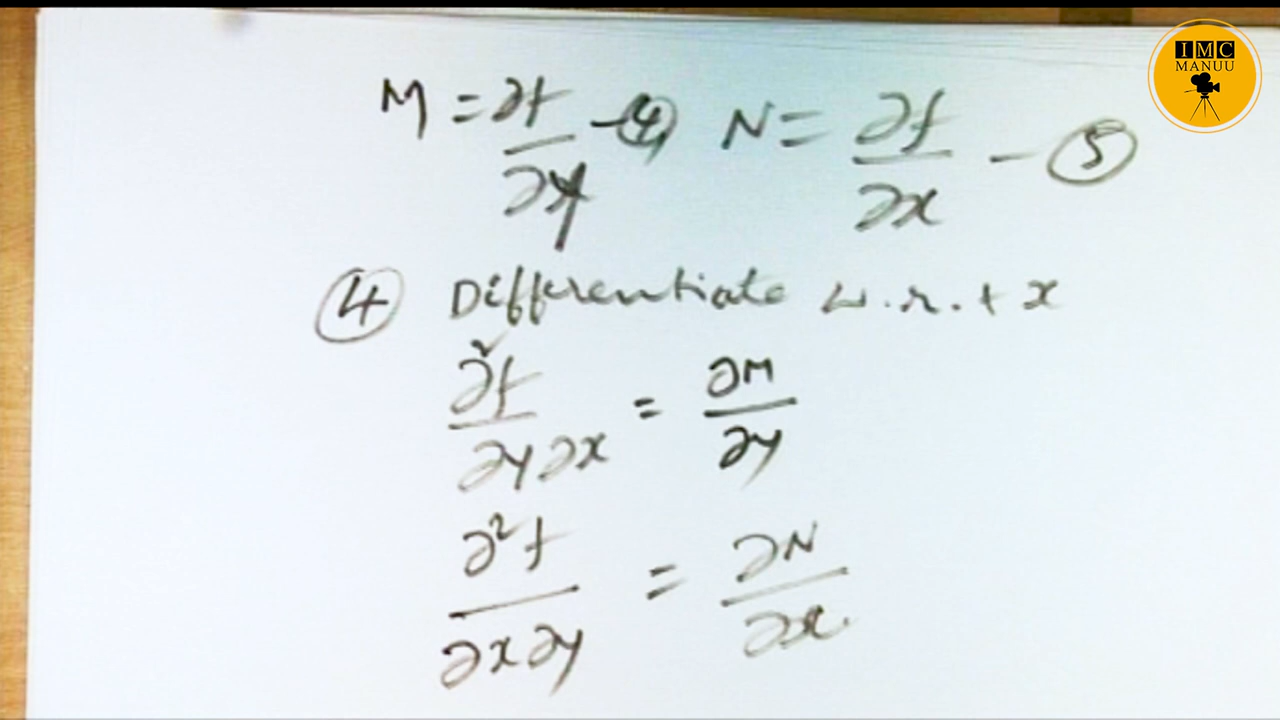 IMC
MANUU
M = ∂f/∂y - ④ N = ∂f/∂x - ⑤
④ Differentiate w.r.t x
∂²f/∂y∂x = ∂M/∂y
∂²f/∂x∂y = ∂N/∂x